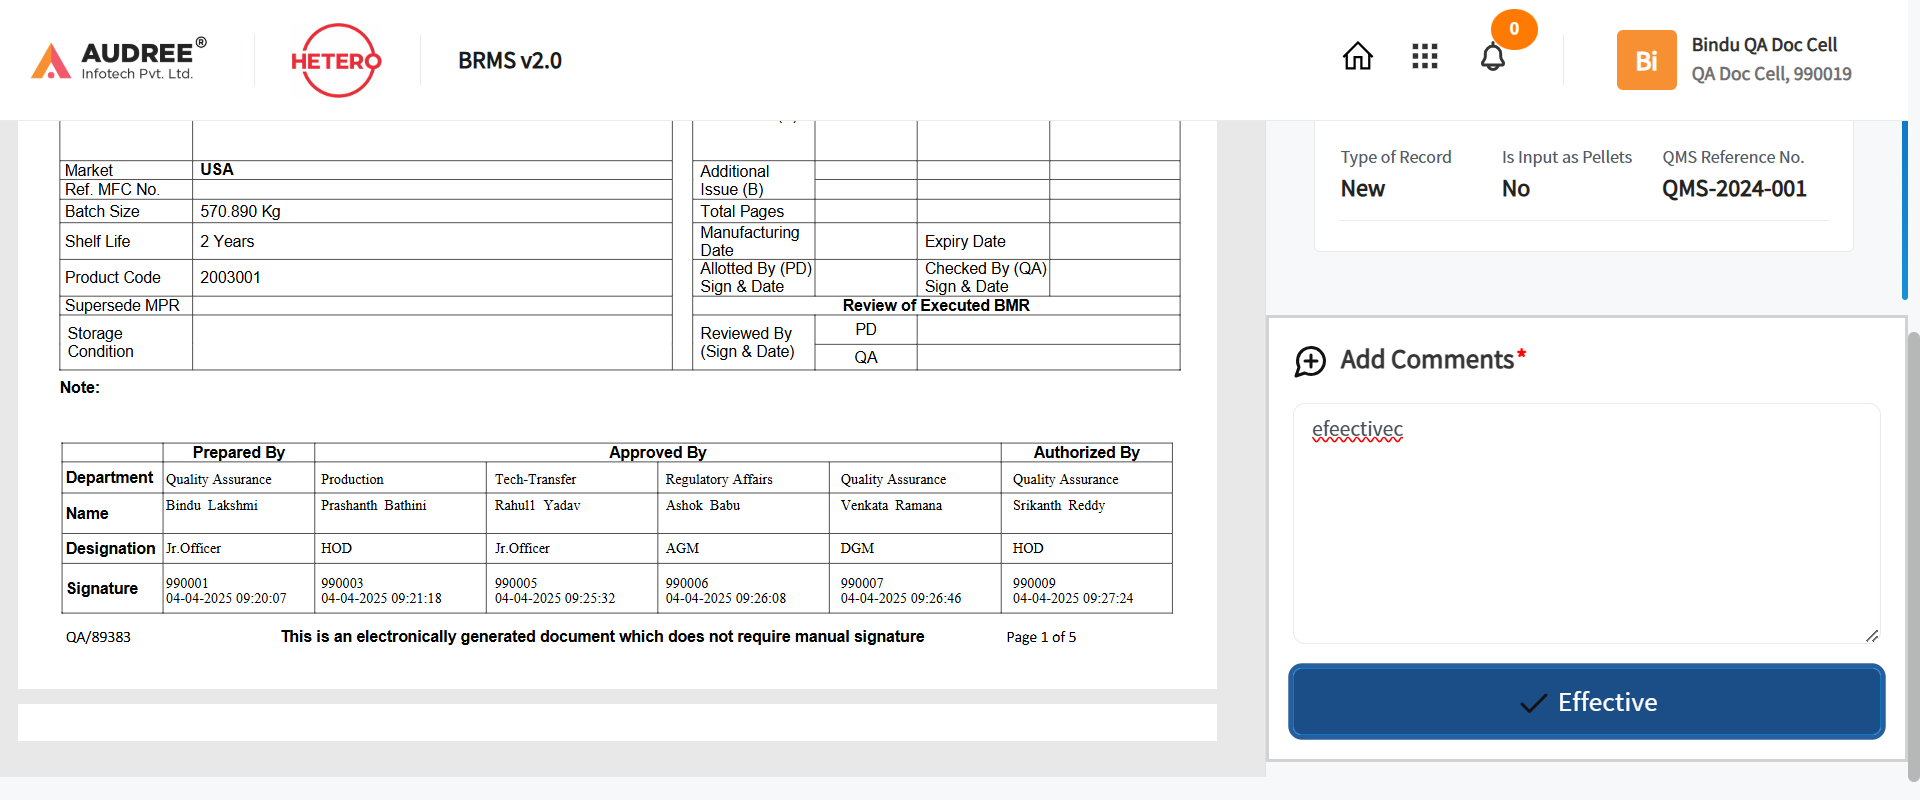 AUDREE®
Infotech Pvt. Ltd.
HETERO
BRMS v2.0
0
Bi
Bindu QA Doc Cell
QA Doc Cell, 990019
Market USA
Ref. MFC No.
Batch Size 570.890 Kg
Shelf Life 2 Years
Product Code 2003001
Supersede MPR
Storage
Condition
Additional
Issue (B)
Total Pages
Manufacturing
Date
Expiry Date
Allotted By (PD)
Sign & Date
Checked By (QA)
Sign & Date
Review of Executed BMR
Reviewed By
(Sign & Date)
PD
QA
Note:
Prepared By Approved By Authorized By
Department Quality Assurance Production Tech-Transfer Regulatory Affairs Quality Assurance Quality Assurance
Name Bindu Lakshmi Prashanth Bathini Rahul1 Yadav Ashok Babu Venkata Ramana Srikanth Reddy
Designation Jr.Officer HOD Jr.Officer AGM DGM HOD
Signature
990001 990003 990005 990006 990007 990009
04-04-2025 09:20:07 04-04-2025 09:21:18 04-04-2025 09:25:32 04-04-2025 09:26:08 04-04-2025 09:26:46 04-04-2025 09:27:24
QA/89383 This is an electronically generated document which does not require manual signature Page 1 of 5
Type of Record Is Input as Pellets QMS Reference No.
New No QMS-2024-001
Add Comments*
efeectivec
Effective